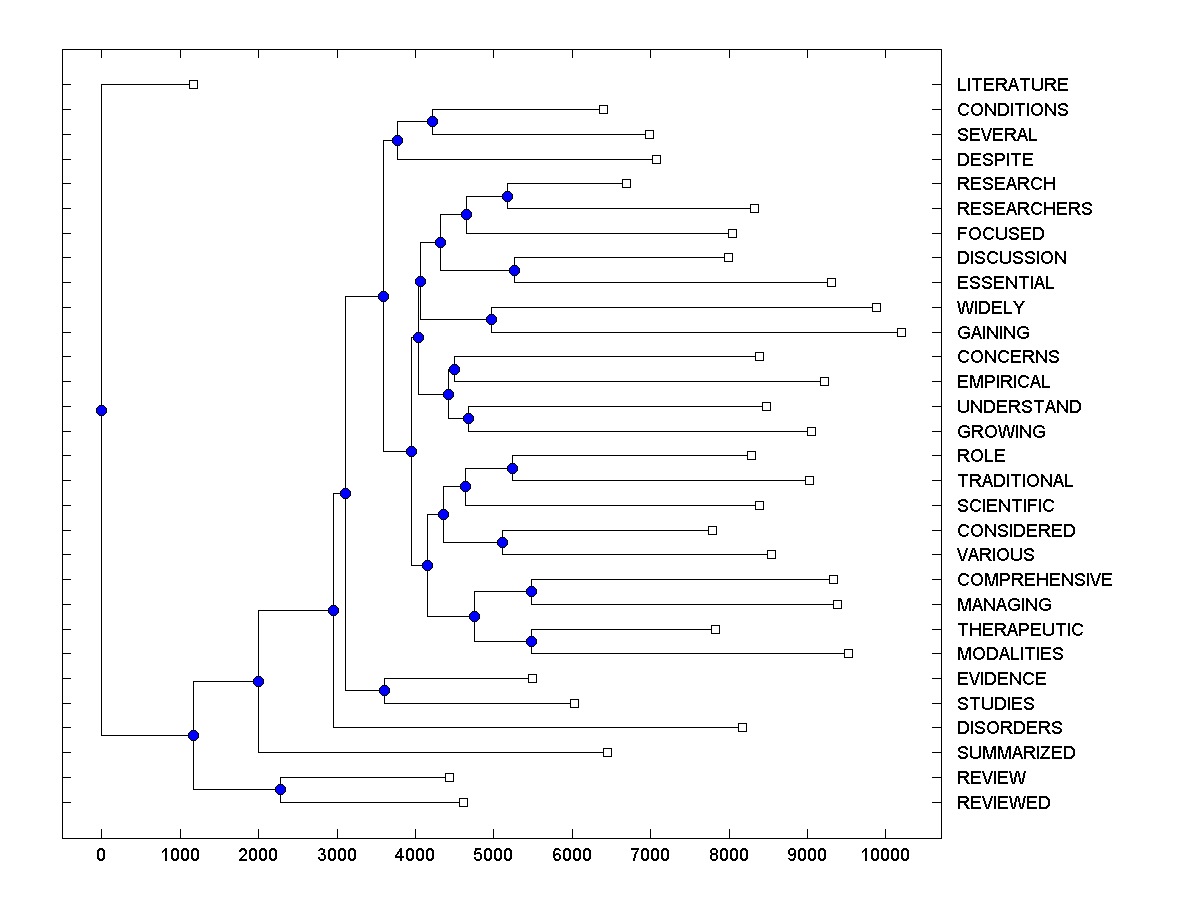 LITERATURE
CONDITIONS
SEVERAL
DESPITE
RESEARCH
RESEARCHERS
FOCUSED
DISCUSSION
ESSENTIAL
WIDELY
GAINING
CONCERNS
EMPIRICAL
UNDERSTAND
GROWING
ROLE
TRADITIONAL
SCIENTIFIC
CONSIDERED
VARIOUS
COMPREHENSIVE
MANAGING
THERAPEUTIC
MODALITIES
EVIDENCE
STUDIES
DISORDERS
SUMMARIZED
REVIEW
REVIEWED
0 1000 2000 3000 4000 5000 6000 7000 8000 9000 10000